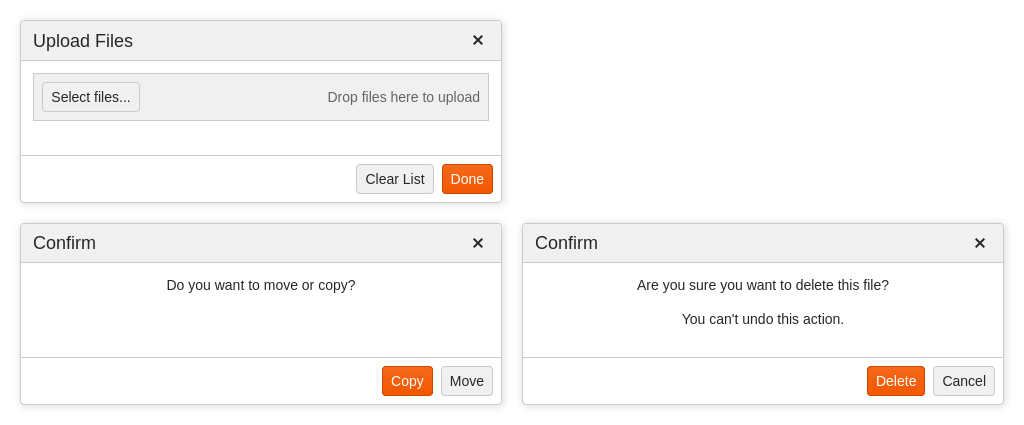 Upload Files ×
Select files... Drop files here to upload
Clear List Done
Confirm ×
Do you want to move or copy?
Copy Move
Confirm ×
Are you sure you want to delete this file?
You can't undo this action.
Delete Cancel